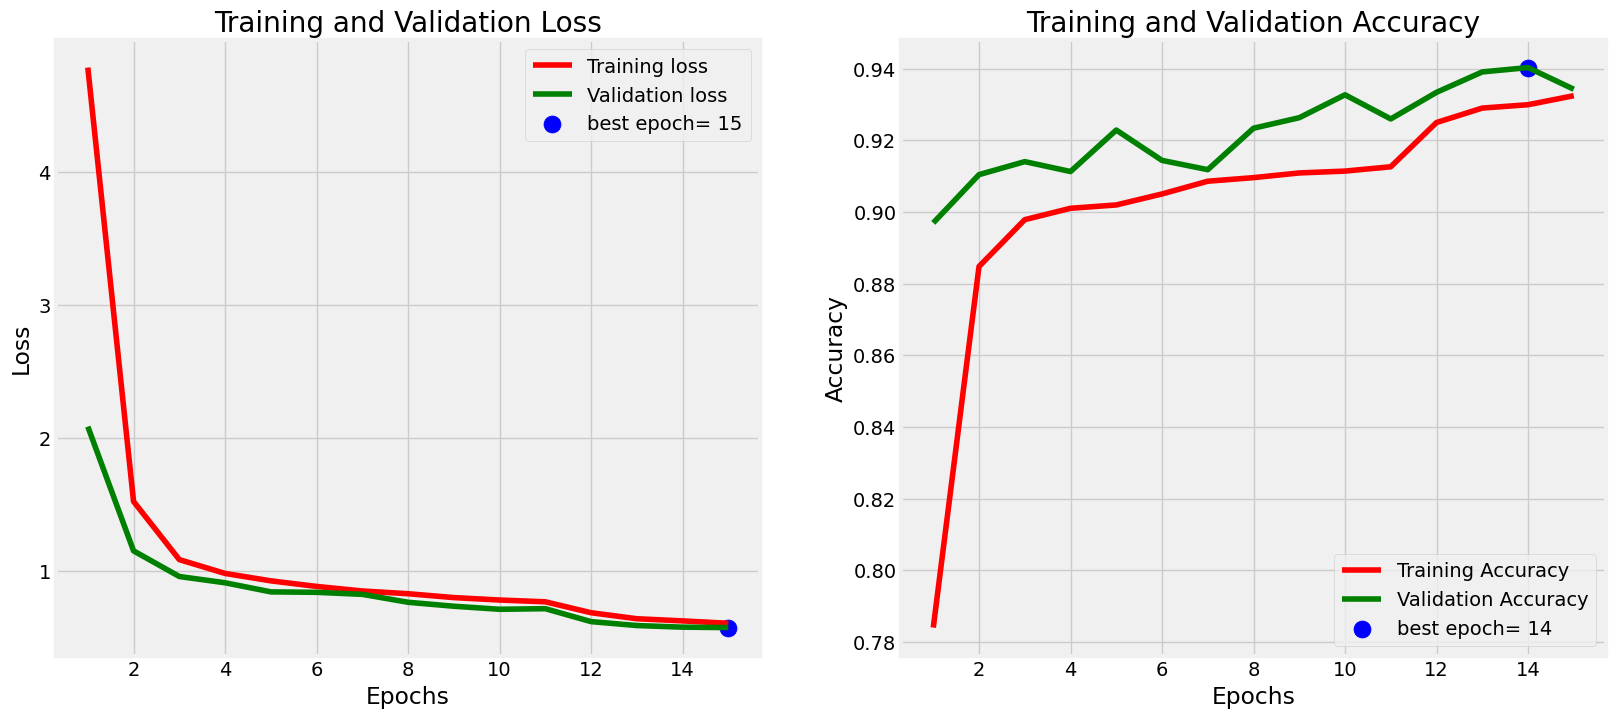 Training and Validation Loss
Training loss
Validation loss
best epoch= 15
4
3
2
1
Loss
2 4 6 8 10 12 14
Epochs
Training and Validation Accuracy
0.94
0.92
0.90
0.88
0.86
0.84
0.82
0.80
0.78
Accuracy
Training Accuracy
Validation Accuracy
best epoch= 14
2 4 6 8 10 12 14
Epochs